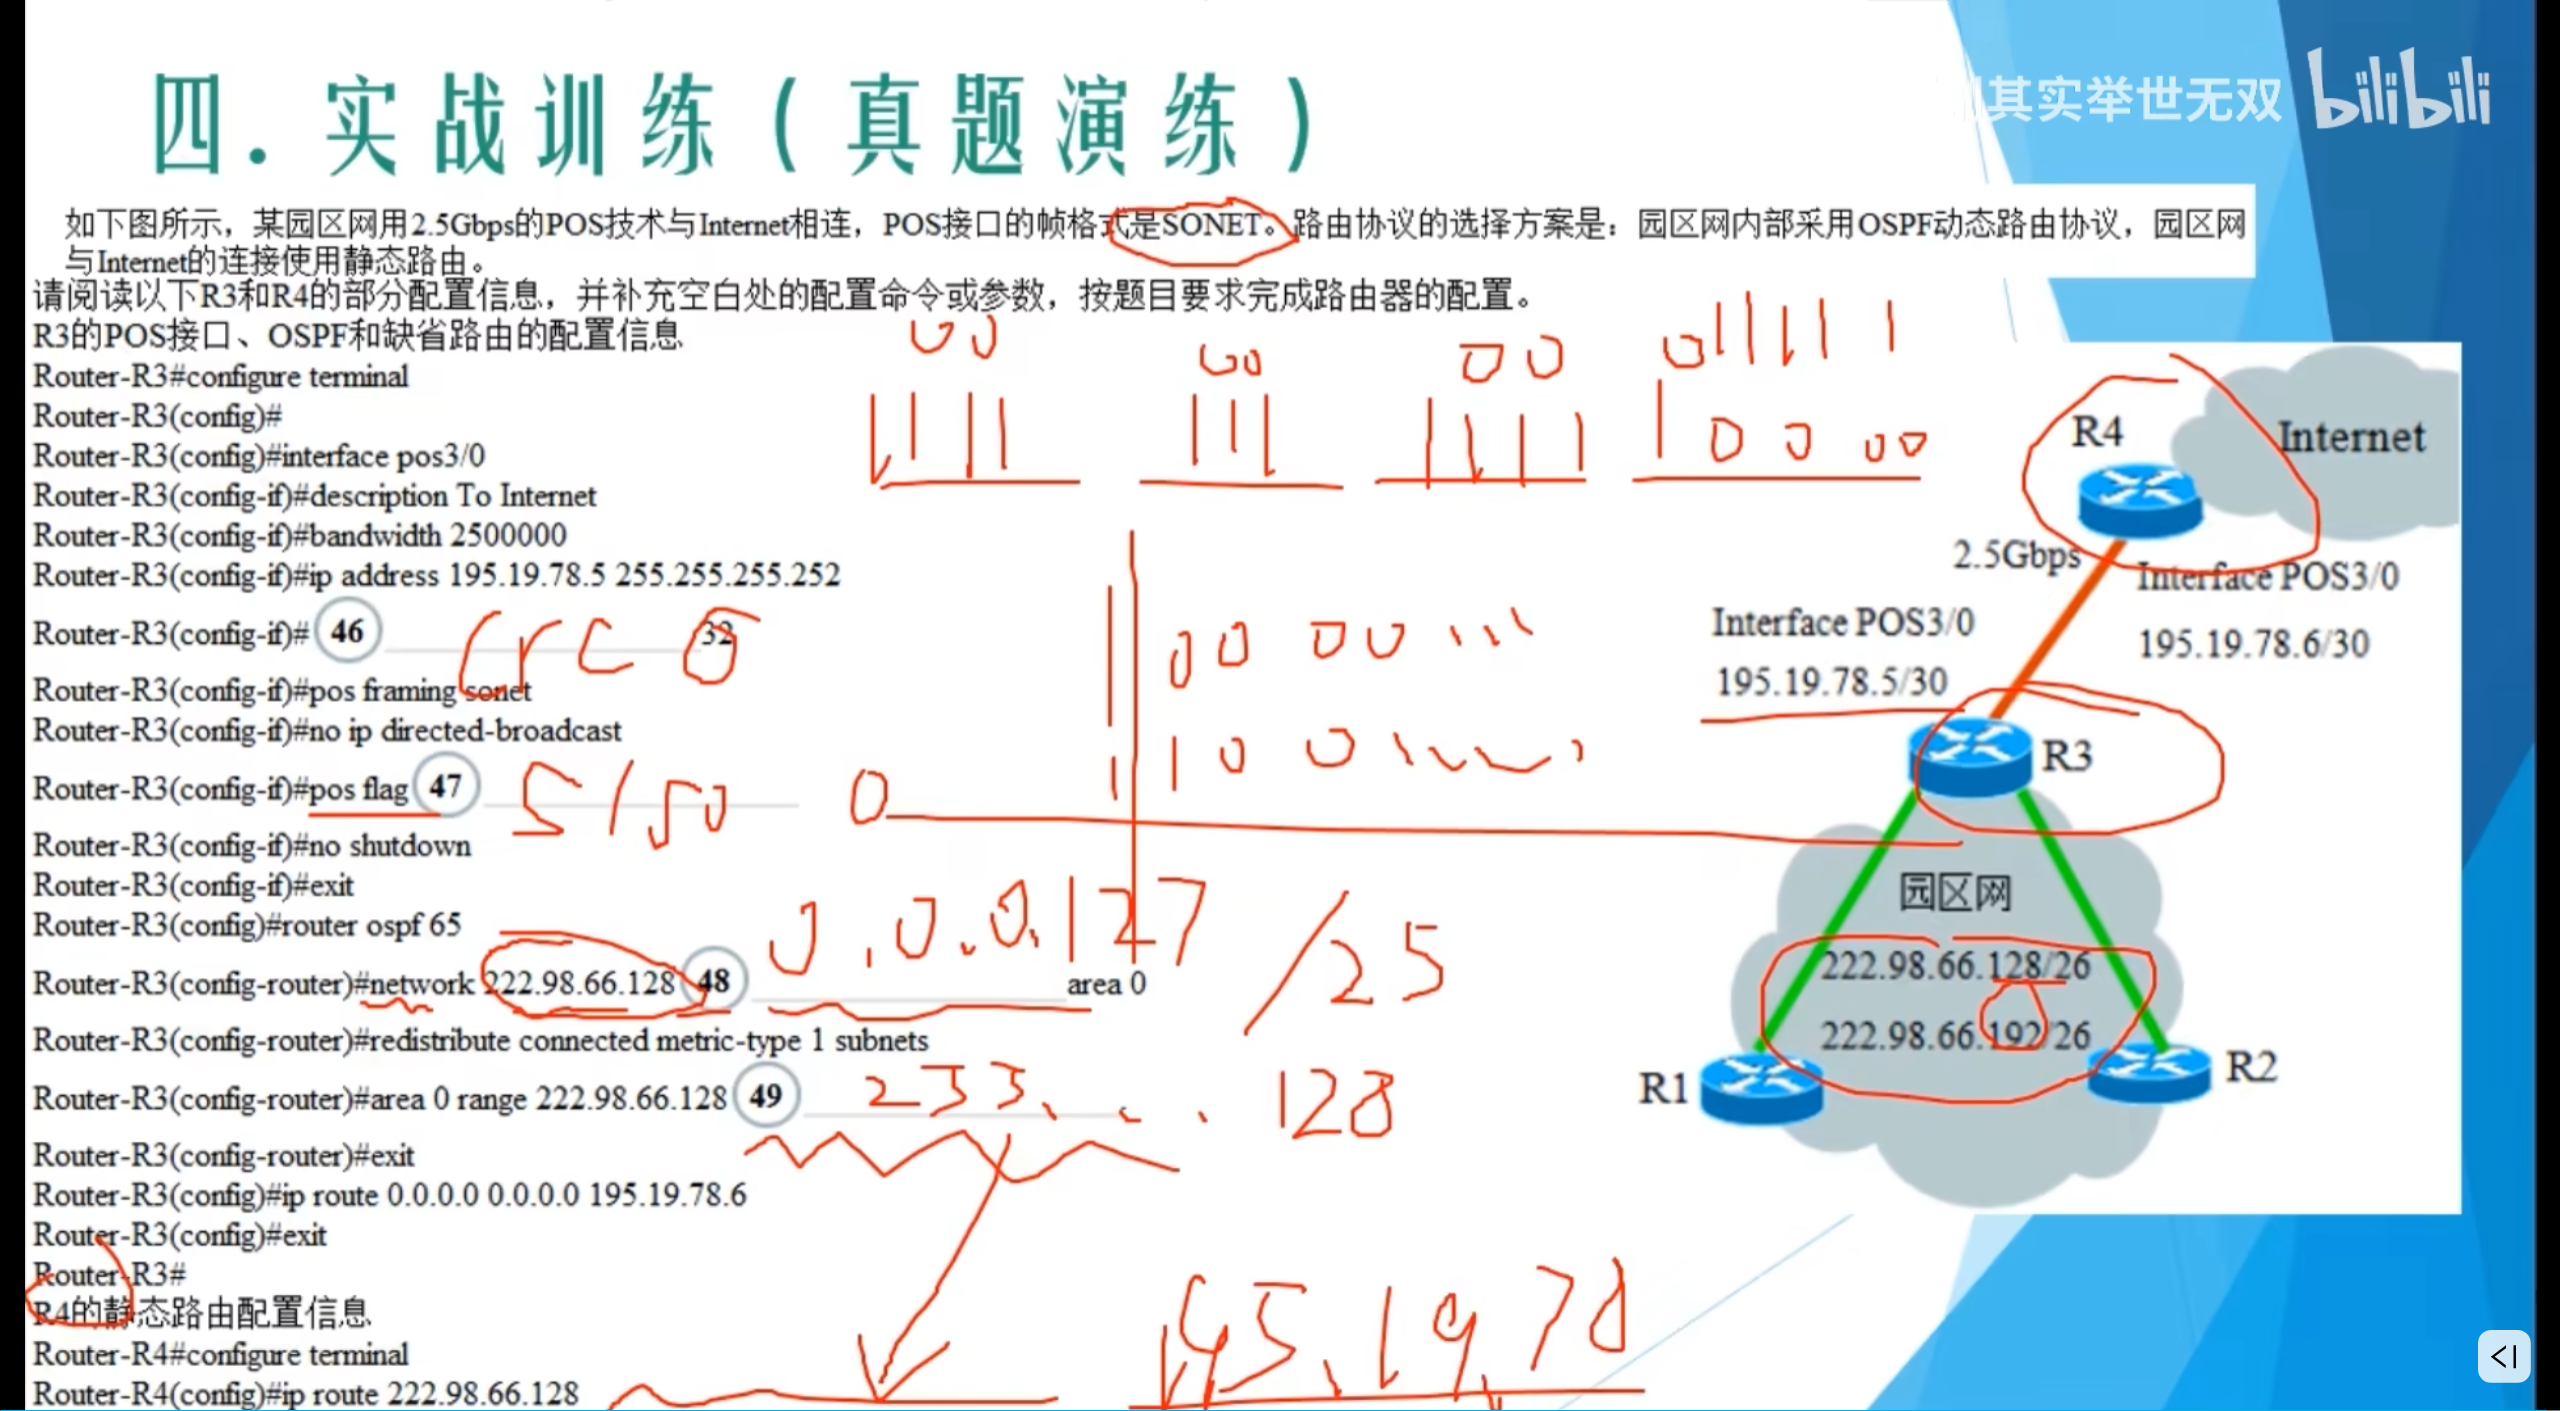 其实举世无双 bilibili
四.实战训练(真题演练)
如下图所示，某园区网用2.5Gbps的POS技术与Internet相连，POS接口的帧格式是SONET。路由协议的选择方案是：园区网内部采用OSPF动态路由协议，园区网
与Internet的连接使用静态路由。
请阅读以下R3和R4的部分配置信息，并补充空白处的配置命令或参数，按题目要求完成路由器的配置。
R3的POS接口、OSPF和缺省路由的配置信息
Router-R3#configure terminal
Router-R3(config)#
Router-R3(config)#interface pos3/0
Router-R3(config-if)#description To Internet
Router-R3(config-if)#bandwidth 2500000
Router-R3(config-if)#ip address 195.19.78.5 255.255.255.252
Router-R3(config-if)# 46 crc 32
Router-R3(config-if)#pos framing sonet
Router-R3(config-if)#no ip directed-broadcast
Router-R3(config-if)#pos flag 47
Router-R3(config-if)#no shutdown
Router-R3(config-if)#exit
Router-R3(config)#router ospf 65
Router-R3(config-router)#network 222.98.66.128 48 0.0.0.127 area 0
/25
Router-R3(config-router)#redistribute connected metric-type 1 subnets
Router-R3(config-router)#area 0 range 222.98.66.128 49
128
Router-R3(config-router)#exit
Router-R3(config)#ip route 0.0.0.0 0.0.0.0 195.19.78.6
Router-R3(config)#exit
Router-R3#
R4的静态路由配置信息
Router-R4#configure terminal
Router-R4(config)#ip route 222.98.66.128
195.19.78
R4
Internet
2.5Gbps
Interface POS3/0
195.19.78.6/30
Interface POS3/0
195.19.78.5/30
R3
园区网
222.98.66.128/26
222.98.66.192/26
R1
R2